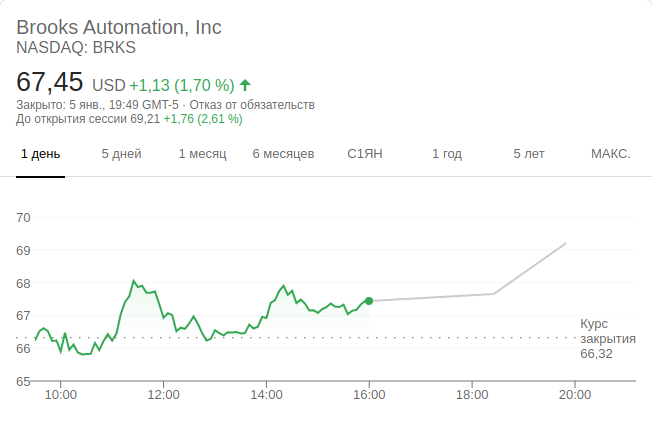 Brooks Automation, Inc
NASDAQ: BRKS
67,45 USD +1,13 (1,70 %)
Закрыто: 5 янв., 19:49 GMT-5 · Отказ от обязательств
До открытия сессии 69,21 +1,76 (2,61 %)
1 день 5 дней 1 месяц 6 месяцев С1ЯН 1 год 5 лет МАКС.
70
69
68
67
66
65
Курс
закрытия
66,32
10:00 12:00 14:00 16:00 18:00 20:00